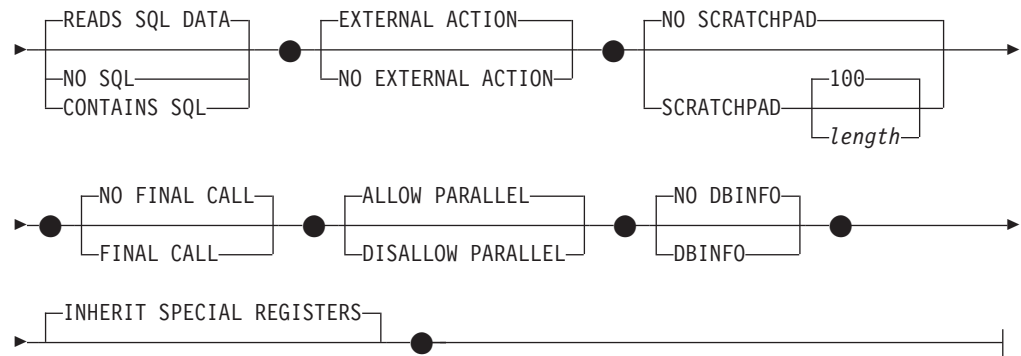 READS SQL DATA EXTERNAL ACTION NO SCRATCHPAD
NO SQL NO EXTERNAL ACTION 100
CONTAINS SQL SCRATCHPAD
length
NO FINAL CALL ALLOW PARALLEL NO DBINFO
FINAL CALL DISALLOW PARALLEL DBINFO
INHERIT SPECIAL REGISTERS